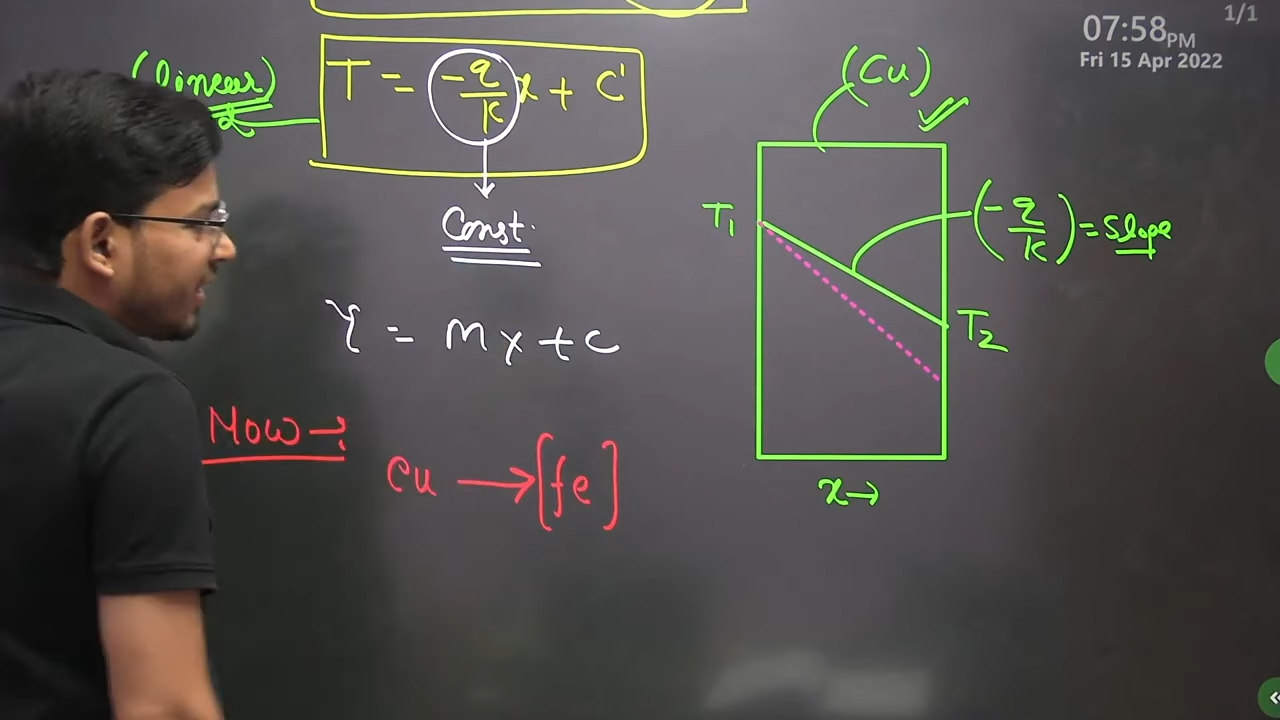 1/1
07:58PM
Fri 15 Apr 2022
(linear)
T = -q/k x + C'
(Cu)
Const.
T1
(-q/k) = Slope
Y = mx + c
T2
Now →
Cu → [fe]
x →